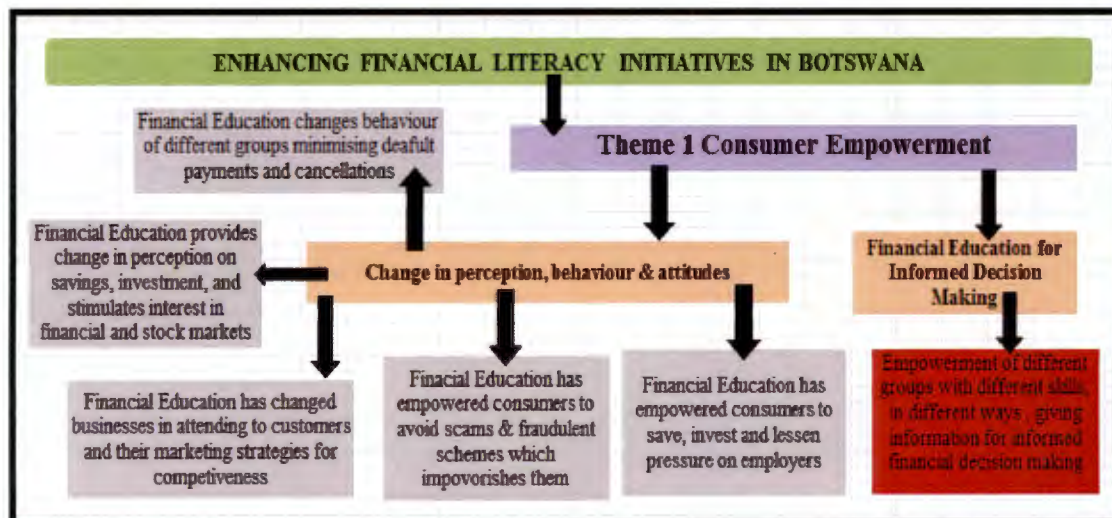 ENHANCING FINANCIAL LITERACY INITIATIVES IN BOTSWANA
Financial Education changes behaviour
of different groups minimising deafult
payments and cancellations
Theme 1 Consumer Empowerment
Financial Education provides
change in perception on
savings, investment, and
stimulates interest in
financial and stock markets
Change in perception, behaviour & attitudes
Financial Education for
Informed Decision
Making
Financial Education has changed
businesses in attending to customers
and their marketing strategies for
competiveness
Finacial Education has
empowered consumers to
avoid scams & fraudulent
schemes which
impovorishes them
Financial Education has
empowered consumers to
save, invest and lessen
pressure on employers
Empowerment of different
groups with different skills,
in different ways , giving
information for informed
financial decision making